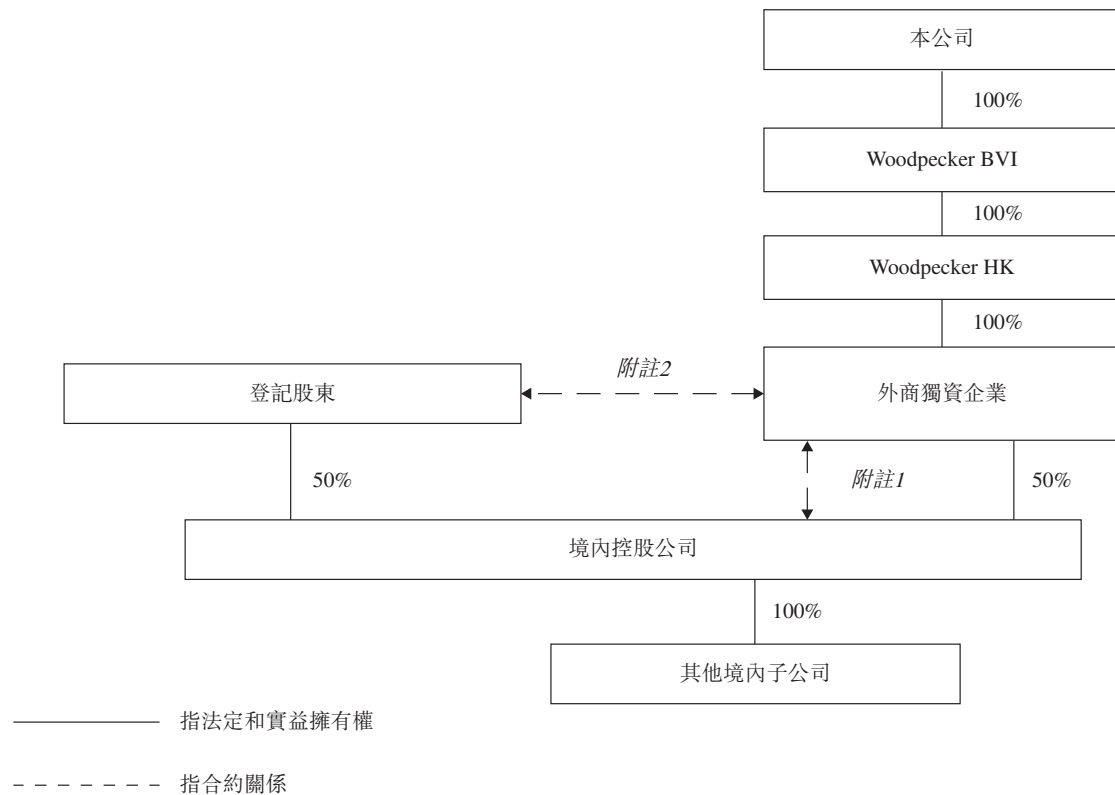 本公司
100%
Woodpecker BVI
100%
Woodpecker HK
100%
登記股東
附註2
外商獨資企業
50%
附註1
50%
境內控股公司
100%
其他境內子公司
指法定和實益擁有權
指合約關係